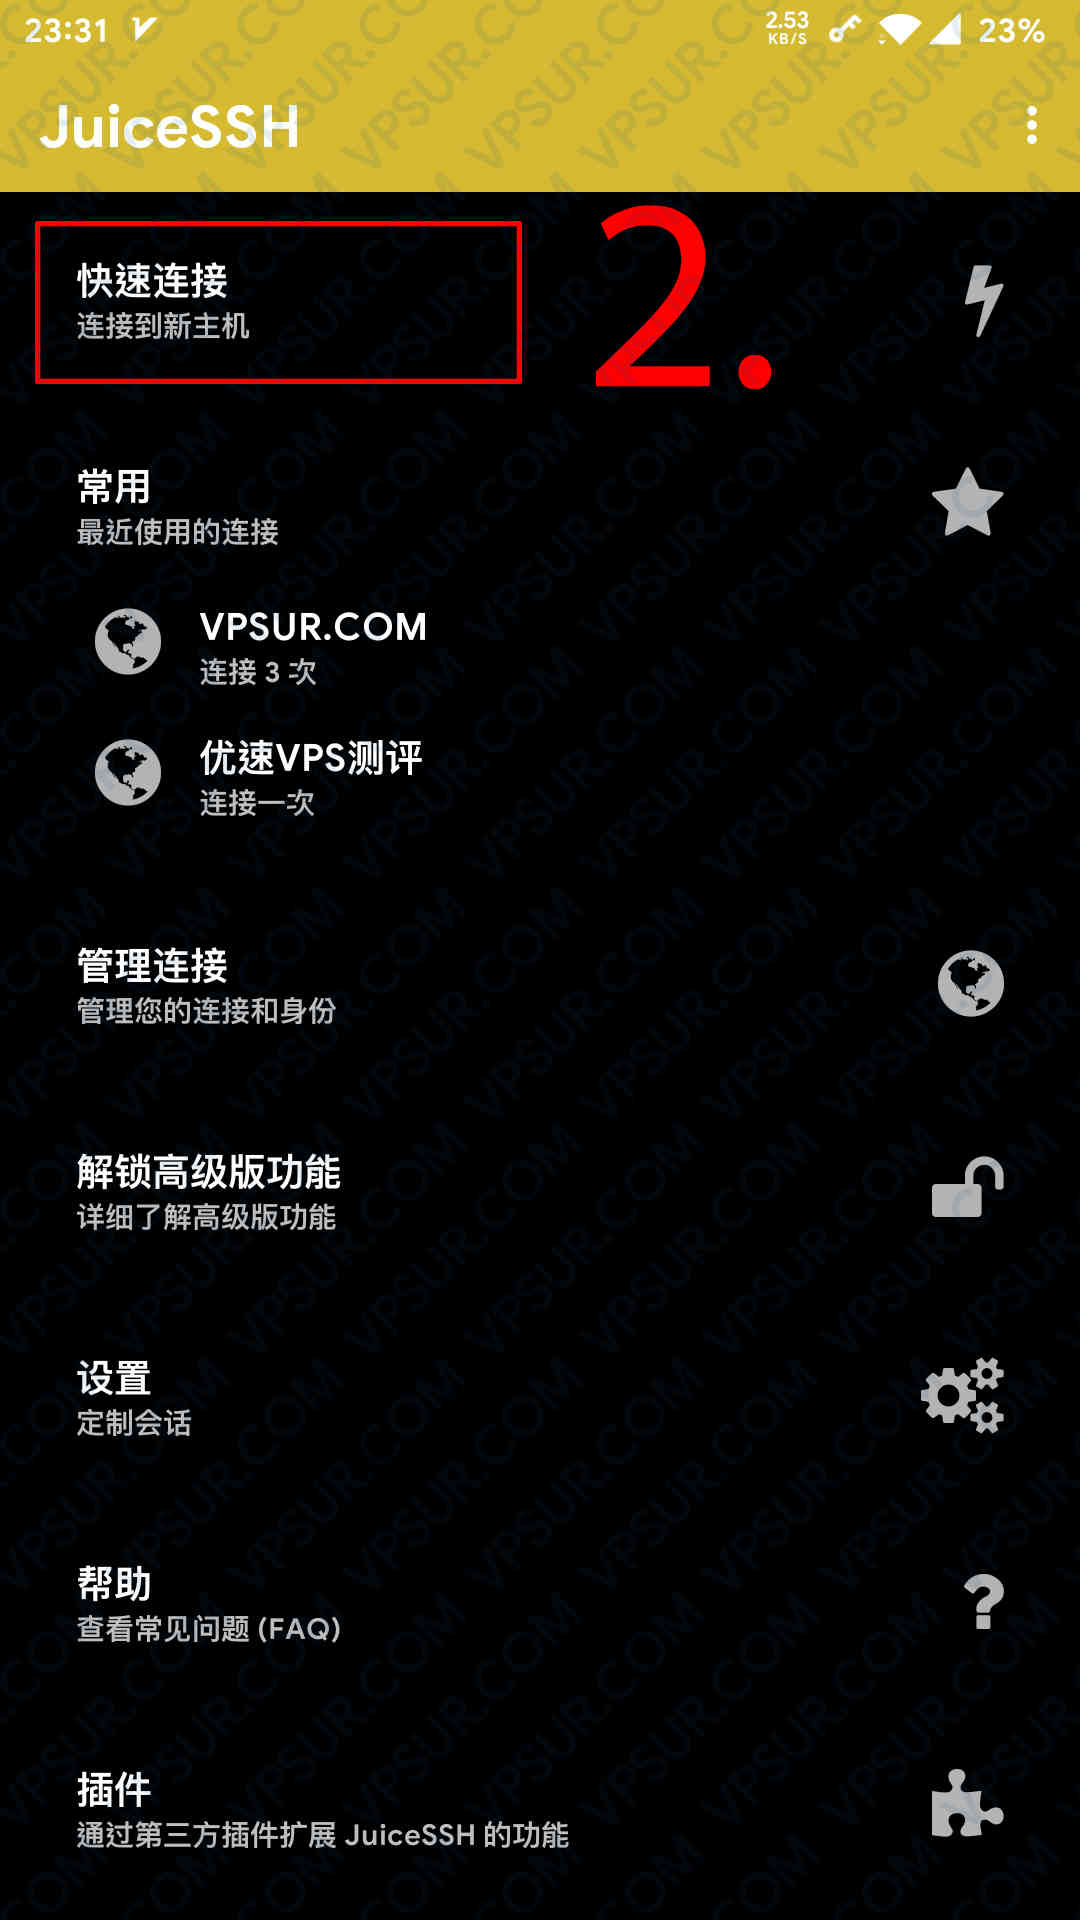 23:31 2.53 KB/S 23%
JuiceSSH
快速连接
连接到新主机
2.
常用
最近使用的连接
VPSUR.COM
连接 3 次
优速VPS测评
连接一次
管理连接
管理您的连接和身份
解锁高级版功能
详细了解高级版功能
设置
定制会话
帮助
查看常见问题 (FAQ)
插件
通过第三方插件扩展 JuiceSSH 的功能
VPSUR.COM